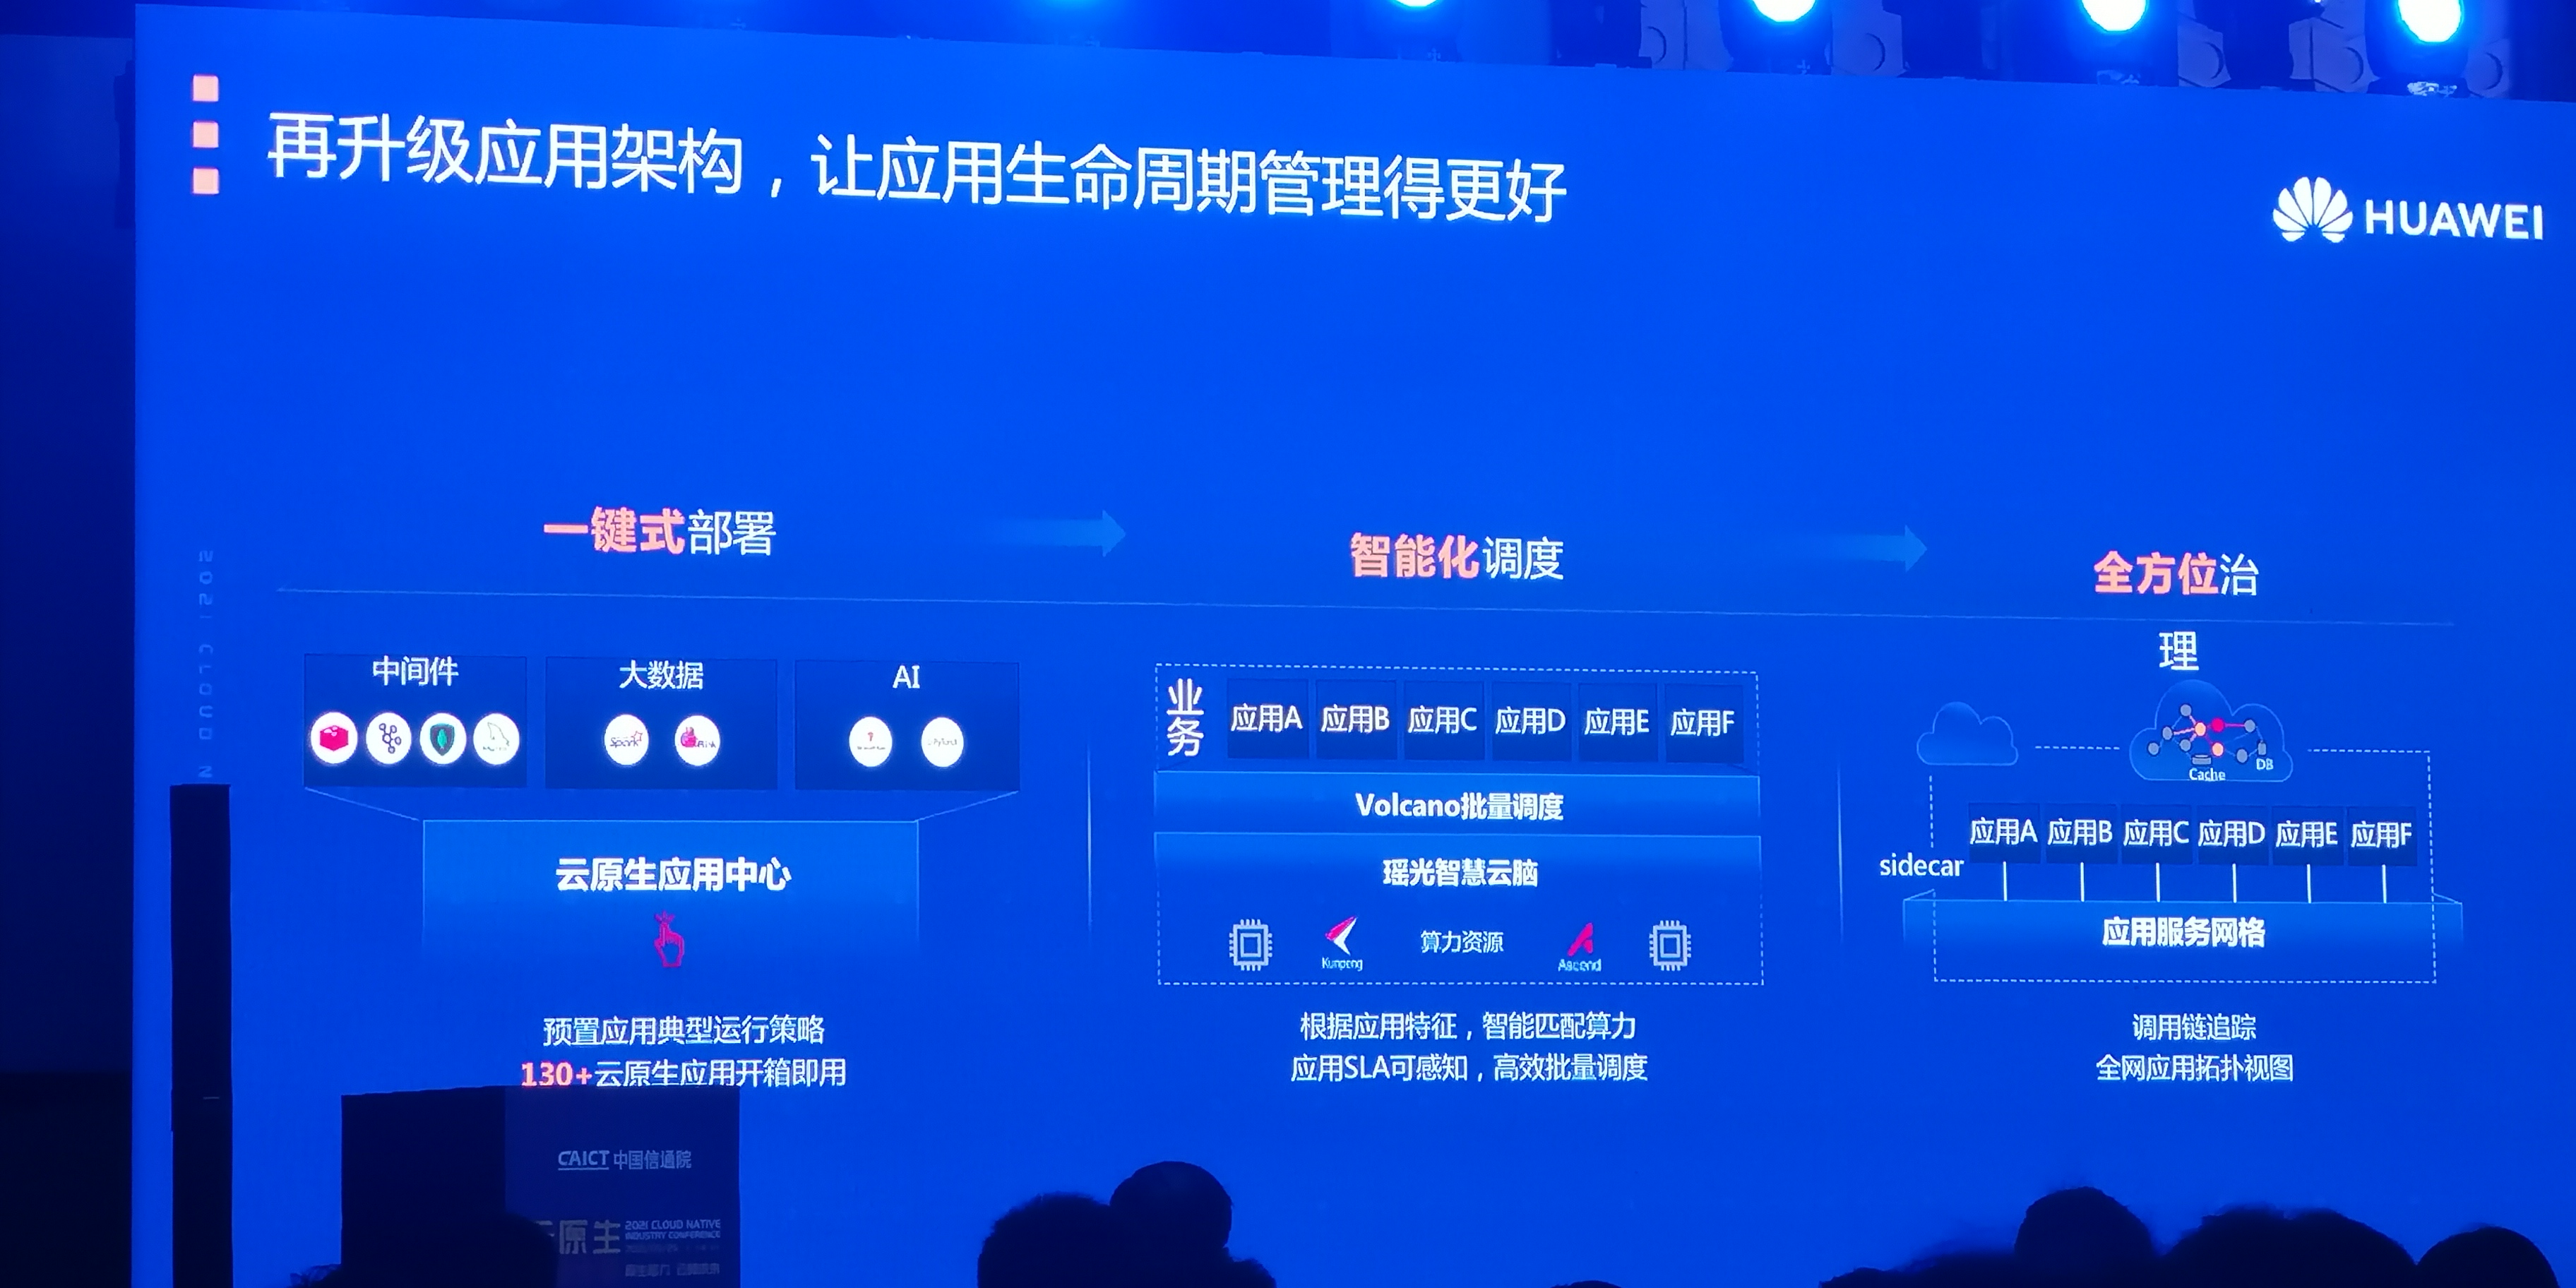 再升级应用架构，让应用生命周期管理得更好
HUAWEI
2021 CLOUD N
一键式部署
智能化调度
全方位治
理
中间件
大数据
AI
Spark
业务
应用A 应用B 应用C 应用D 应用E 应用F
Volcano批量调度
瑶光智慧云脑
Kunpeng
算力资源
Ascend
云原生应用中心
Cache
DB
应用A 应用B 应用C 应用D 应用E 应用F
sidecar
应用服务网格
预置应用典型运行策略
130+云原生应用开箱即用
根据应用特征，智能匹配算力
应用SLA可感知，高效批量调度
调用链追踪
全网应用拓扑视图
CAICT 中国信通院
原生
2021 CLOUD NATIVE
INDUSTRY CONFERENCE